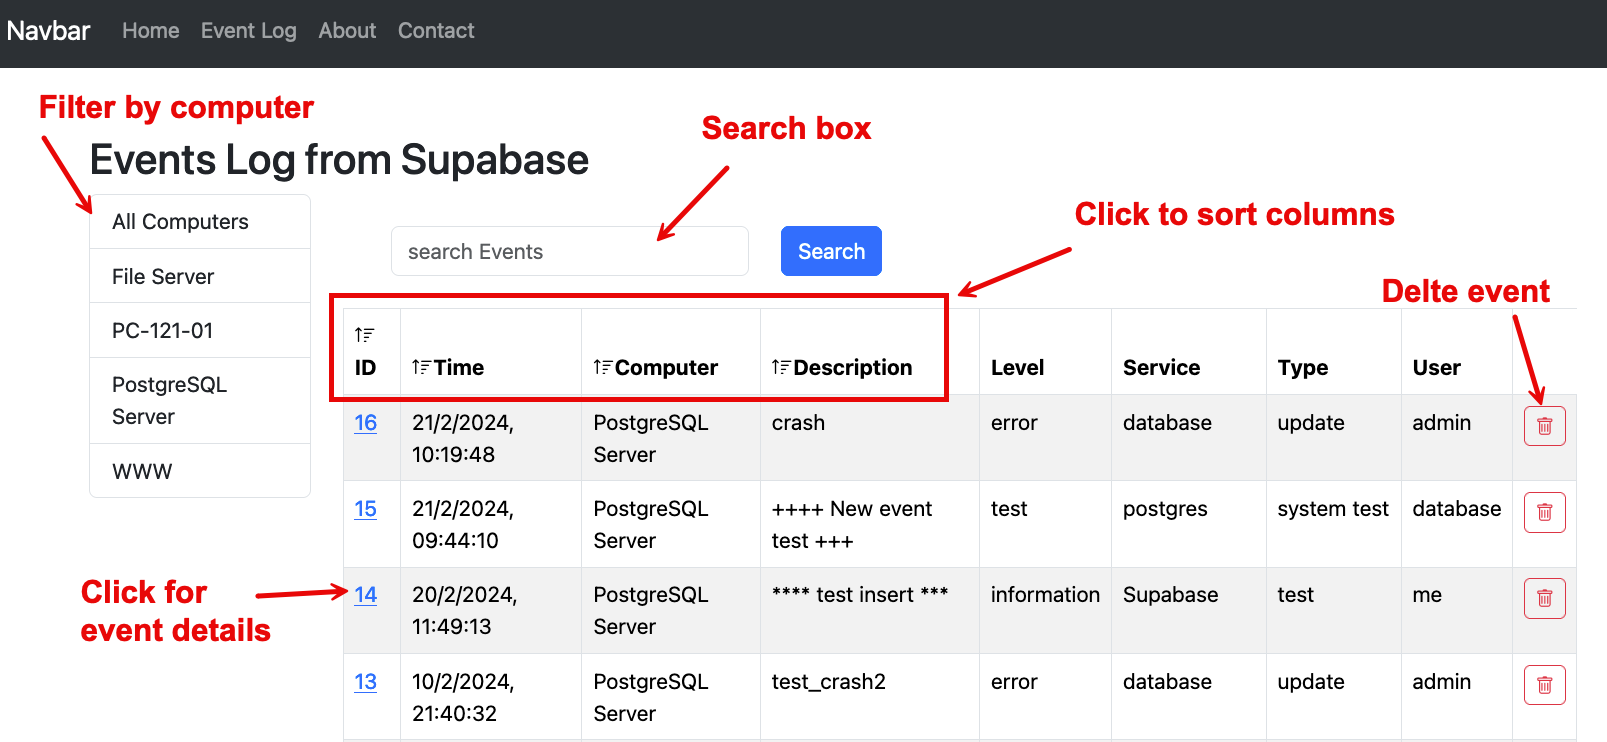 Navbar Home Event Log About Contact
Filter by computer
Search box
Events Log from Supabase
Click to sort columns
All Computers
File Server
PC-121-01
PostgreSQL
Server
WWW
search Events Search
Delte event
ID Time Computer Description Level Service Type User
16 21/2/2024, PostgreSQL crash error database update admin
10:19:48 Server
15 21/2/2024, PostgreSQL ++++ New event test postgres system test database
09:44:10 Server test +++
Click for
event details
14 20/2/2024, PostgreSQL **** test insert *** information Supabase test me
11:49:13 Server
13 10/2/2024, PostgreSQL test_crash2 error database update admin
21:40:32 Server